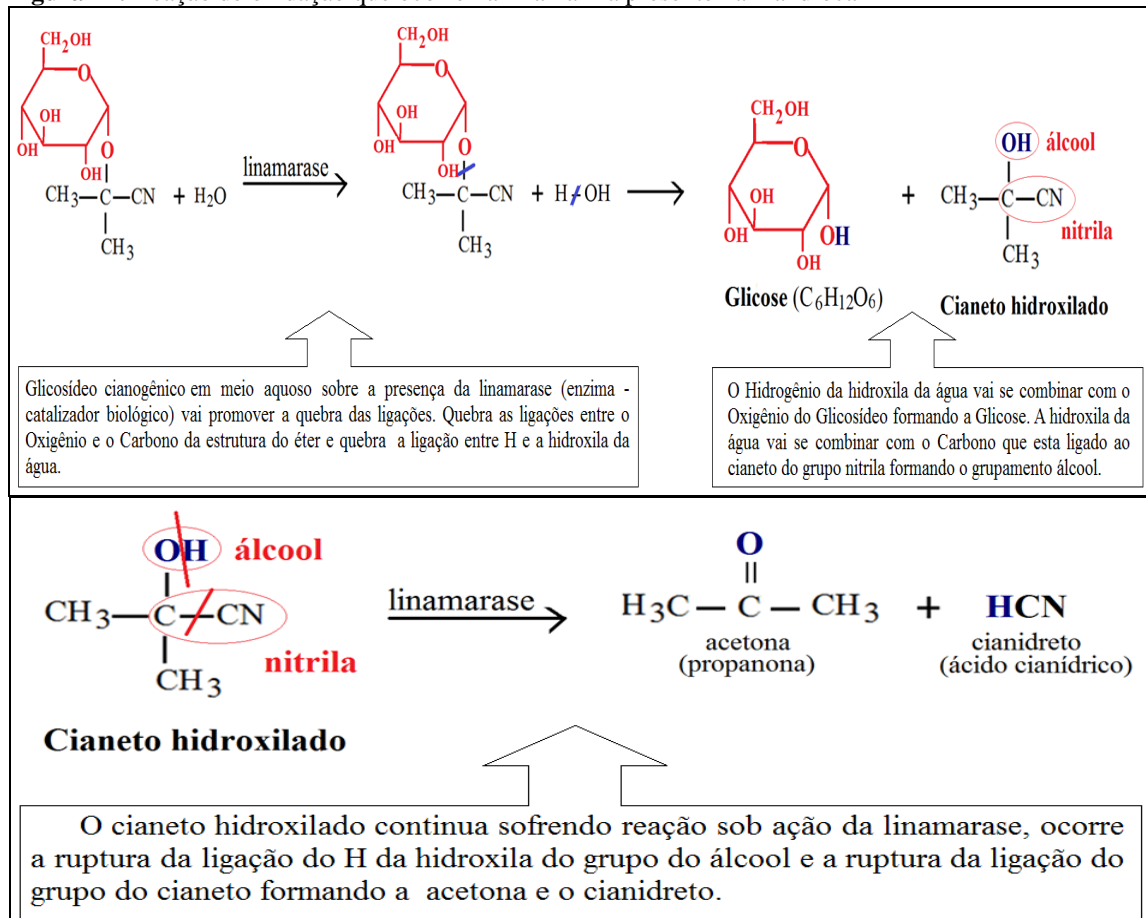 CH₂OH
O
OH
OH
OH
O
CH₃—C—CN + H₂O
CH₃
linamarase
CH₂OH
O
OH
OH
OH
O
CH₃—C—CN + H OH
CH₃
CH₂OH
O
OH
OH
OH
OH
Glicose (C₆H₁₂O₆)
+
OH álcool
CH₃—C—CN
nitrila
CH₃
Cianeto hidroxilado
Glicosídeo cianogênico em meio aquoso sobre a presença da linamarase (enzima -
catalizador biológico) vai promover a quebra das ligações. Quebra as ligações entre o
Oxigênio e o Carbono da estrutura do éter e quebra a ligação entre H e a hidroxila da
água.
O Hidrogênio da hidroxila da água vai se combinar com o
Oxigênio do Glicosídeo formando a Glicose. A hidroxila da
água vai se combinar com o Carbono que esta ligado ao
cianeto do grupo nitrila formando o grupamento álcool.
OH álcool
CH₃—C—CN
nitrila
CH₃
Cianeto hidroxilado
linamarase
O
H₃C — C — CH₃ + HCN
acetona
(propanona)
cianidreto
(ácido cianídrico)
O cianeto hidroxilado continua sofrendo reação sob ação da linamarase, ocorre
a ruptura da ligação do H da hidroxila do grupo do álcool e a ruptura da ligação do
grupo do cianeto formando a acetona e o cianidreto.